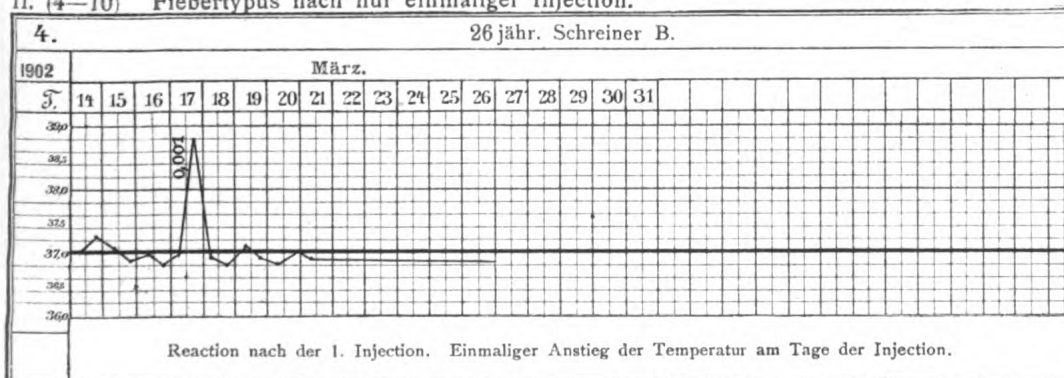 II. (4—10) Fiebertypus nach nur einmaliger Injection.
4. 26 jähr. Schreiner B.
1902 März.
T. 14 15 16 17 18 19 20 21 22 23 24 25 26 27 28 29 30 31
39,0
0,001
38,5
38,0
37,5
37,0
36,5
36,0
Reaction nach der 1. Injection. Einmaliger Anstieg der Temperatur am Tage der Injection.